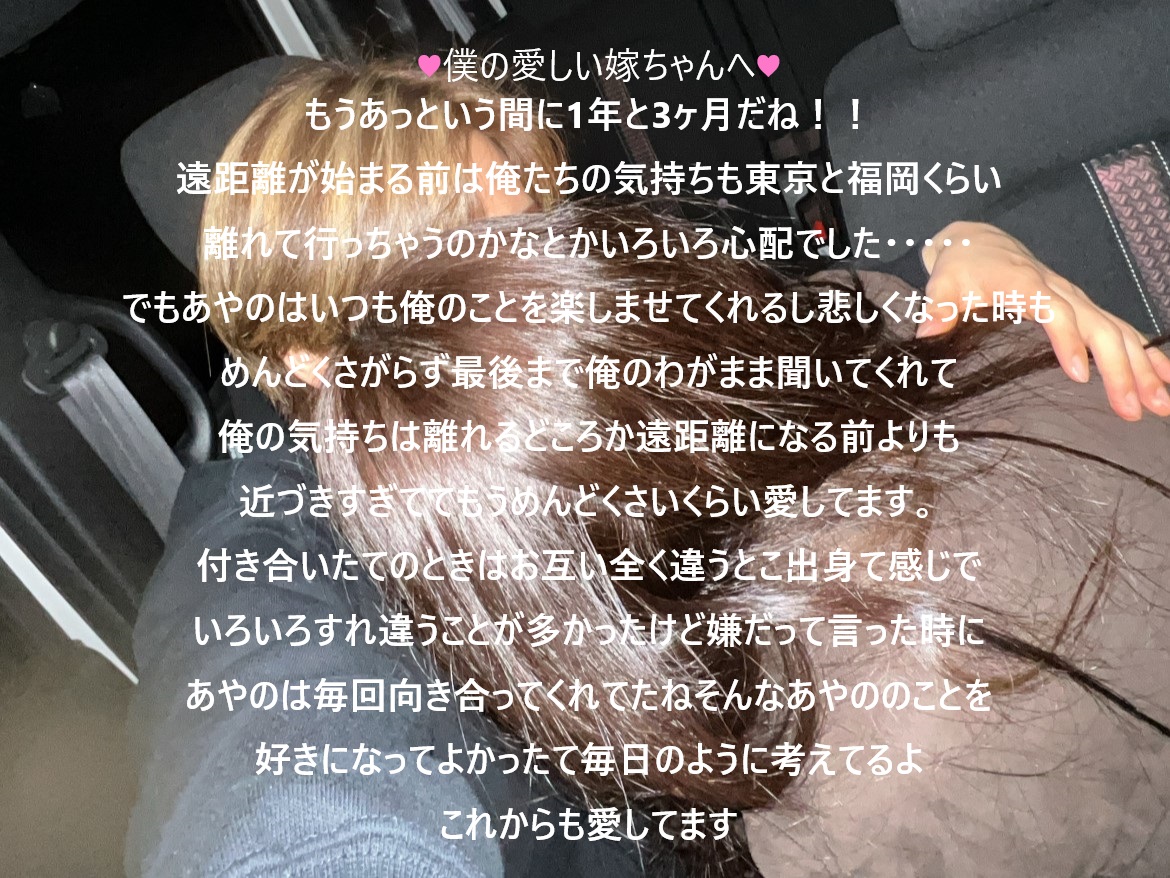 ♥僕の愛しい嫁ちゃんへ♥
もうあっという間に1年と3ヶ月だね！！
遠距離が始まる前は俺たちの気持ちも東京と福岡くらい
離れて行っちゃうのかなとかいろいろ心配でした・・・・・
でもあやのはいつも俺のことを楽しませてくれるし悲しくなった時も
めんどくさがらず最後まで俺のわがまま聞いてくれて
俺の気持ちは離れるどころか遠距離になる前よりも
近づきすぎててもうめんどくさいくらい愛してます。
付き合いたてのときはお互い全く違うとこ出身て感じで
いろいろすれ違うことが多かったけど嫌だって言った時に
あやのは毎回向き合ってくれてたねそんなあやののことを
好きになってよかったて毎日のように考えてるよ
これからも愛してます